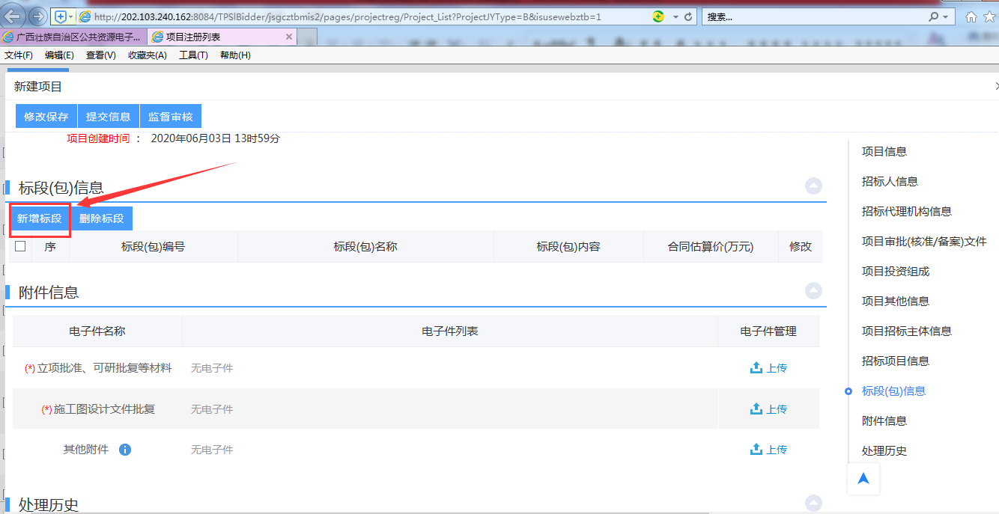 http://202.103.240.162:8084/TPSlBidder/jsgcztbmis2/pages/projectreg/Project_List?ProjectJYType=B&isusewebztb=1
搜索...
广西壮族自治区公共资源电子...
项目注册列表
文件(F) 编辑(E) 查看(V) 收藏夹(A) 工具(T) 帮助(H)
新建项目
修改保存 提交信息 监督审核
项目创建时间 : 2020年06月03日 13时59分
标段(包)信息
新增标段 删除标段
序 标段(包)编号 标段(包)名称 标段(包)内容 合同估算价(万元) 修改
附件信息
电子件名称 电子件列表 电子件管理
(*)立项批准、可研批复等材料 无电子件 上传
(*)施工图设计文件批复 无电子件 上传
其他附件 无电子件 上传
处理历史
项目信息
招标人信息
招标代理机构信息
项目审批(核准/备案)文件
项目投资组成
项目其他信息
项目招标主体信息
招标项目信息
标段(包)信息
附件信息
处理历史